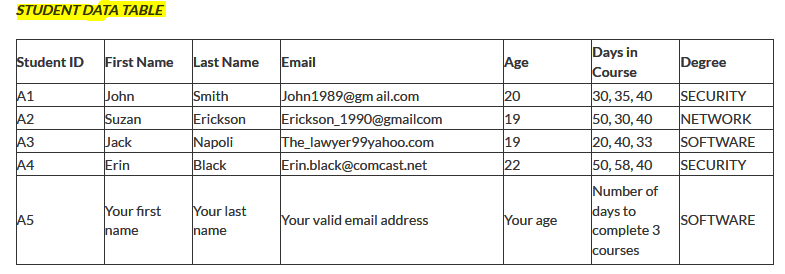 STUDENT DATA TABLE
Student ID First Name Last Name Email Age Days in Course Degree
A1 John Smith John1989@gm ail.com 20 30, 35, 40 SECURITY
A2 Suzan Erickson Erickson_1990@gmailcom 19 50, 30, 40 NETWORK
A3 Jack Napoli The_lawyer99yahoo.com 19 20, 40, 33 SOFTWARE
A4 Erin Black Erin.black@comcast.net 22 50, 58, 40 SECURITY
A5 Your first name Your last name Your valid email address Your age Number of days to complete 3 courses SOFTWARE